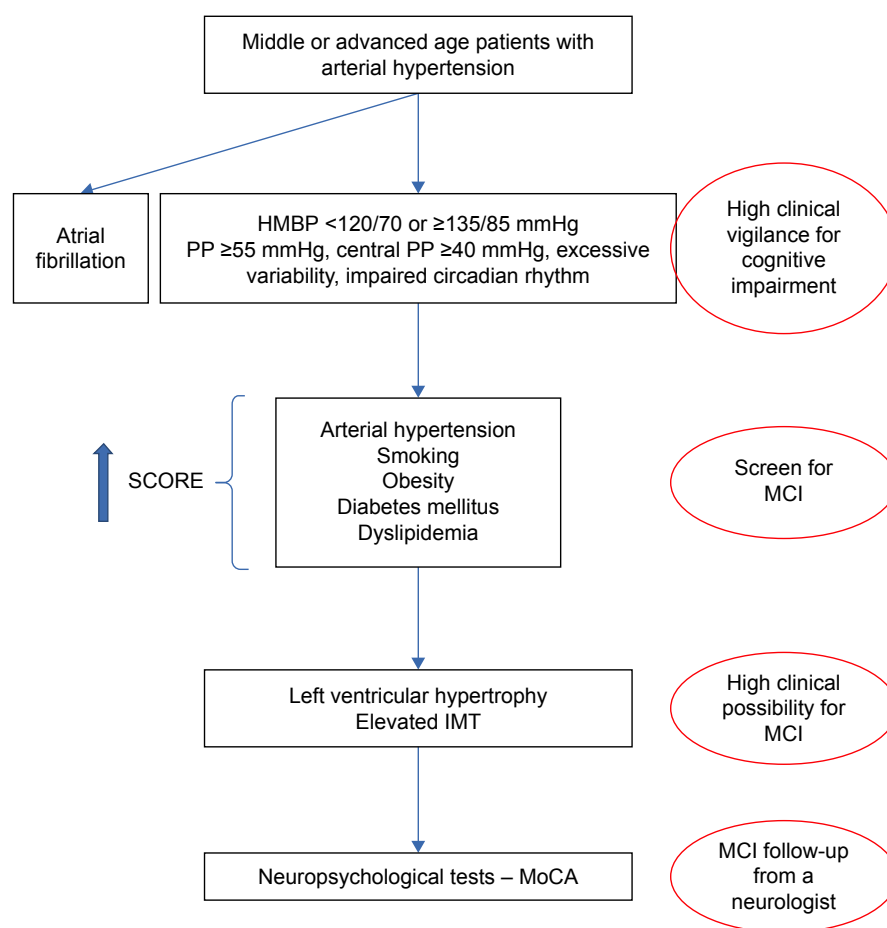 Middle or advanced age patients with
arterial hypertension
Atrial
fibrillation
HMBP <120/70 or ≥135/85 mmHg
PP ≥55 mmHg, central PP ≥40 mmHg, excessive
variability, impaired circadian rhythm
High clinical
vigilance for
cognitive
impairment
SCORE
Arterial hypertension
Smoking
Obesity
Diabetes mellitus
Dyslipidemia
Screen for
MCI
Left ventricular hypertrophy
Elevated IMT
High clinical
possibility for
MCI
Neuropsychological tests – MoCA
MCI follow-up
from a
neurologist